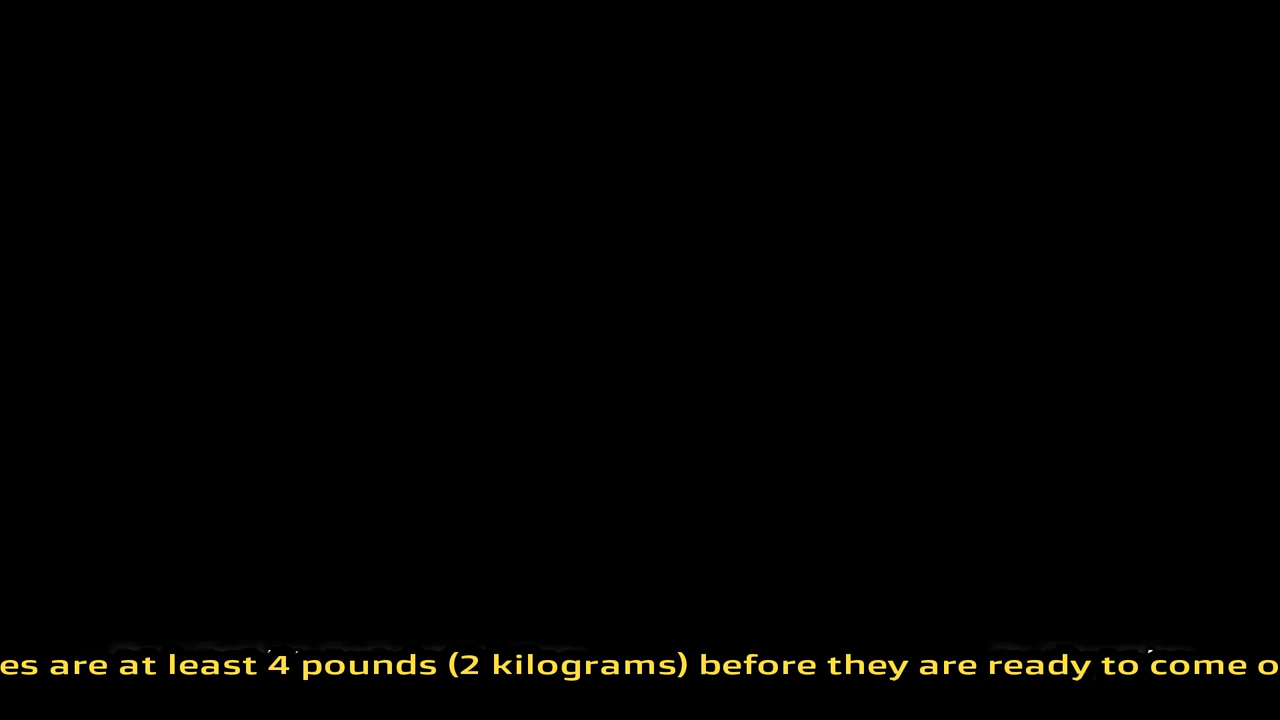 es are at least 4 pounds (2 kilograms) before they are ready to come o